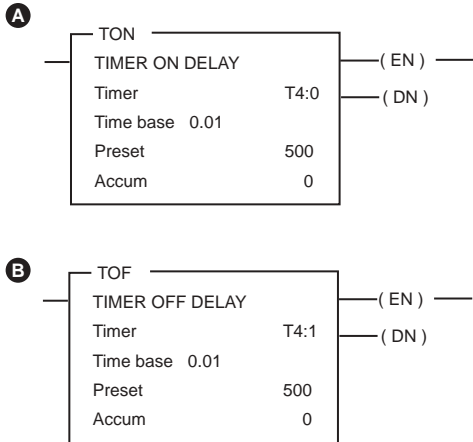 A
TON
TIMER ON DELAY
( EN )
Timer T4:0
( DN )
Time base 0.01
Preset 500
Accum 0
B
TOF
TIMER OFF DELAY
( EN )
Timer T4:1
( DN )
Time base 0.01
Preset 500
Accum 0